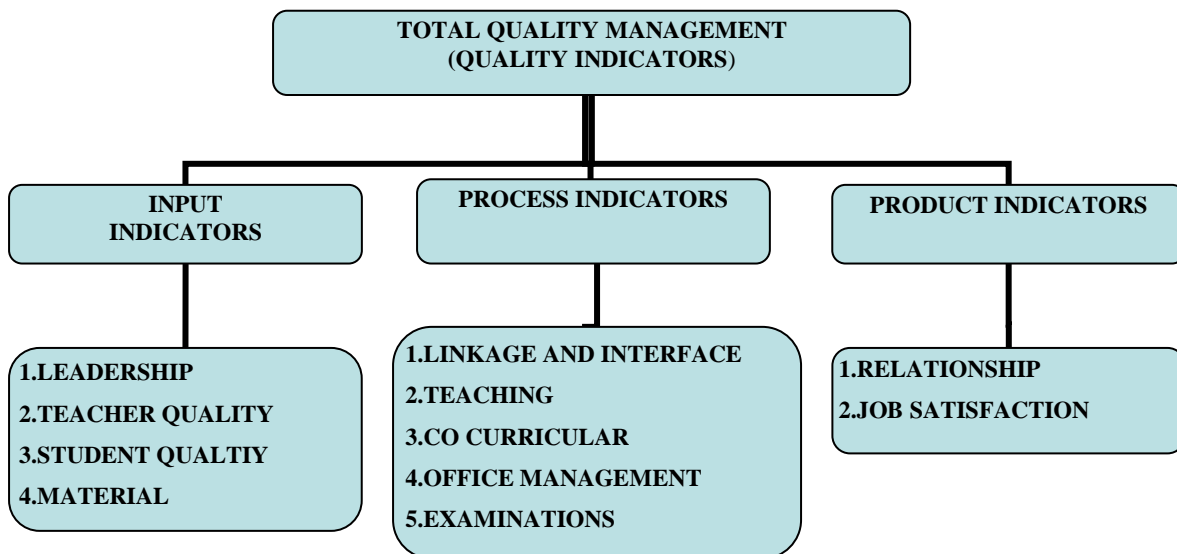 TOTAL QUALITY MANAGEMENT
(QUALITY INDICATORS)
INPUT
INDICATORS
PROCESS INDICATORS
PRODUCT INDICATORS
1.LEADERSHIP
2.TEACHER QUALITY
3.STUDENT QUALTIY
4.MATERIAL
1.LINKAGE AND INTERFACE
2.TEACHING
3.CO CURRICULAR
4.OFFICE MANAGEMENT
5.EXAMINATIONS
1.RELATIONSHIP
2.JOB SATISFACTION